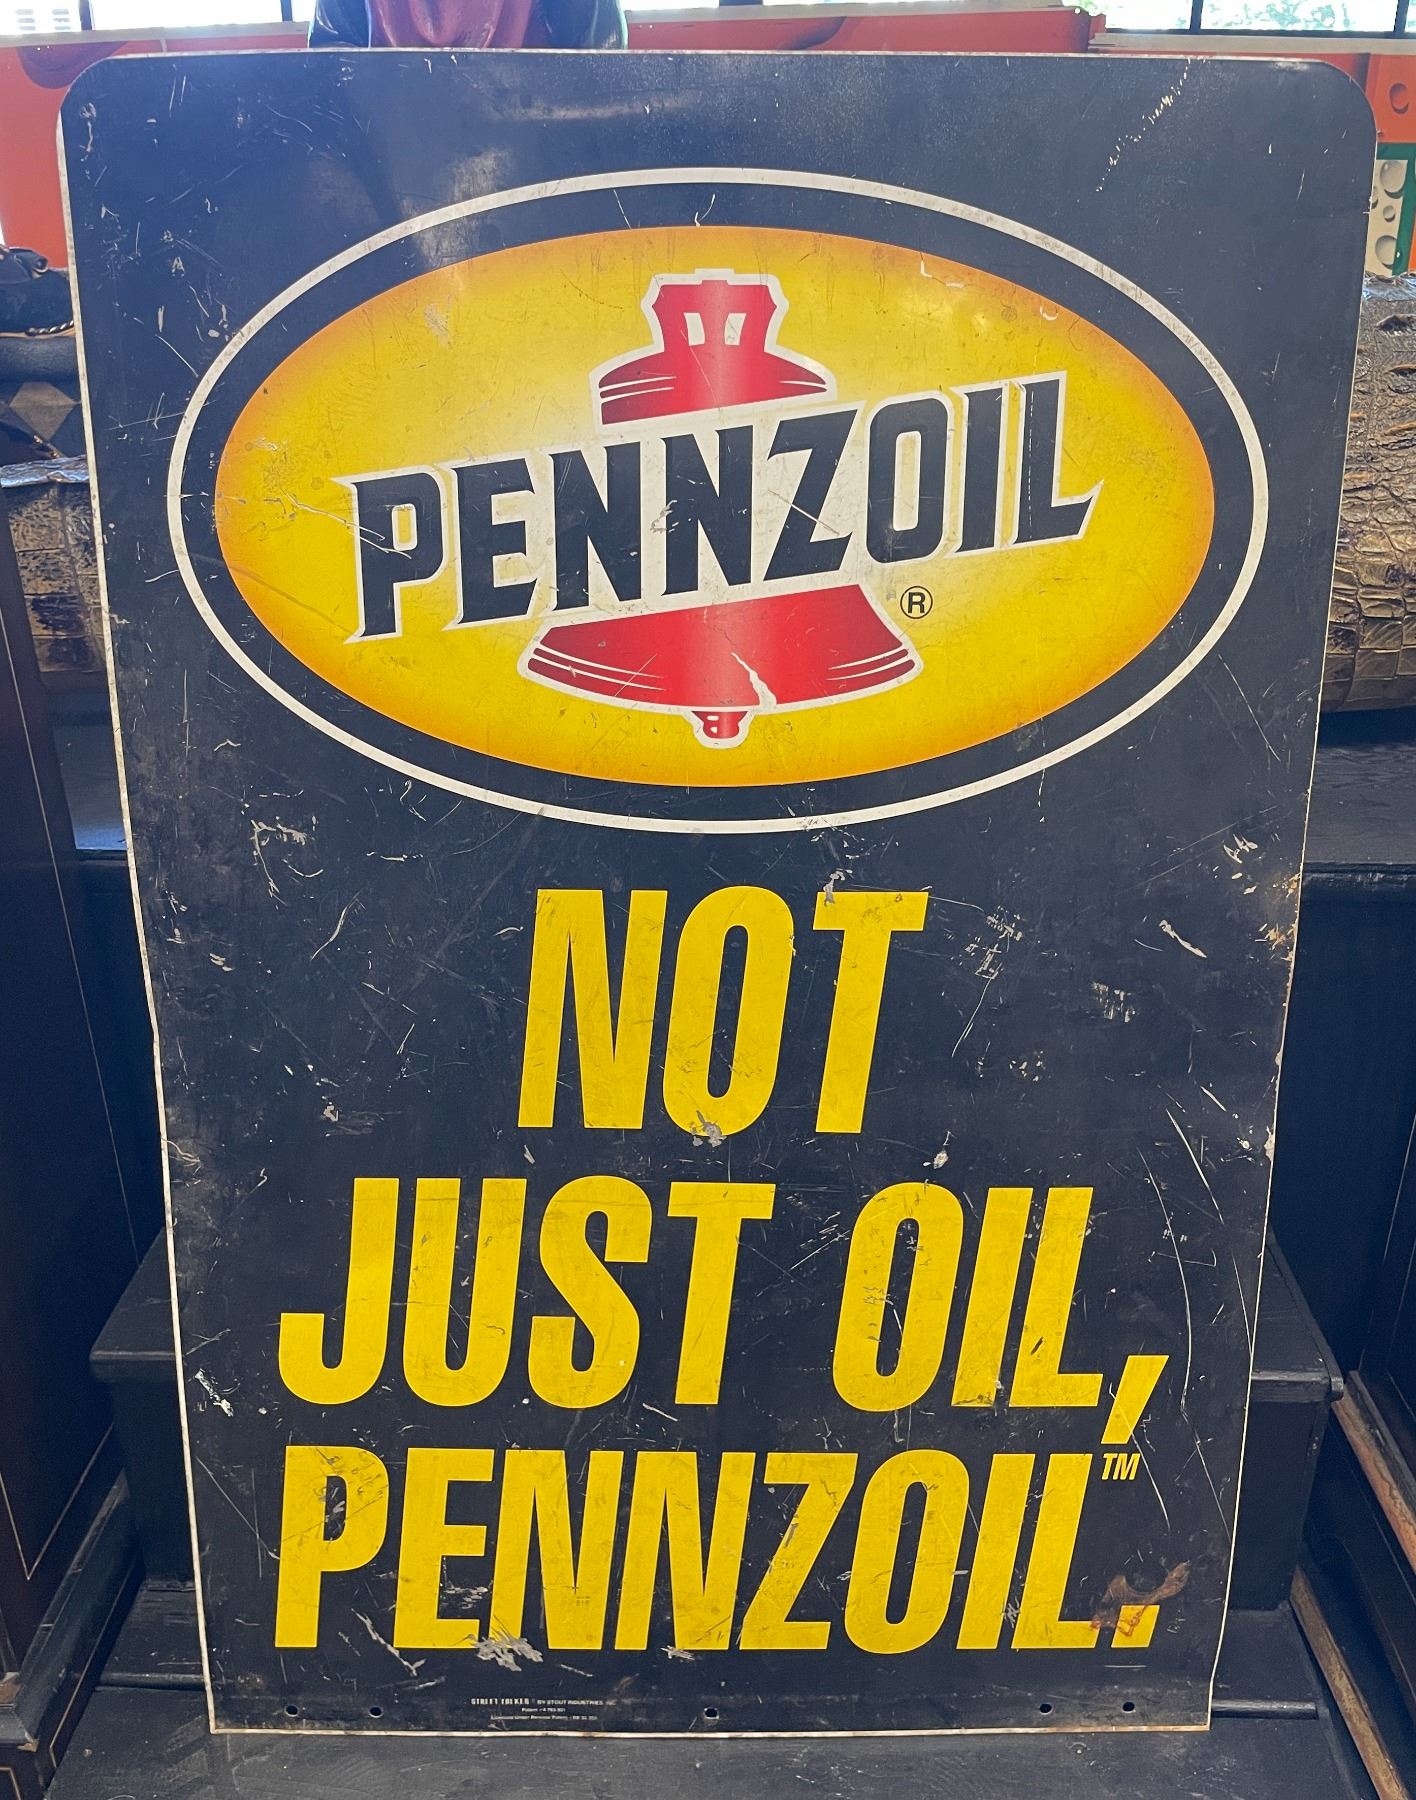 PENNZOIL
®
NOT
JUST OIL,
PENNZOIL.™
STREET TALKER ® BY STOUT INDUSTRIES